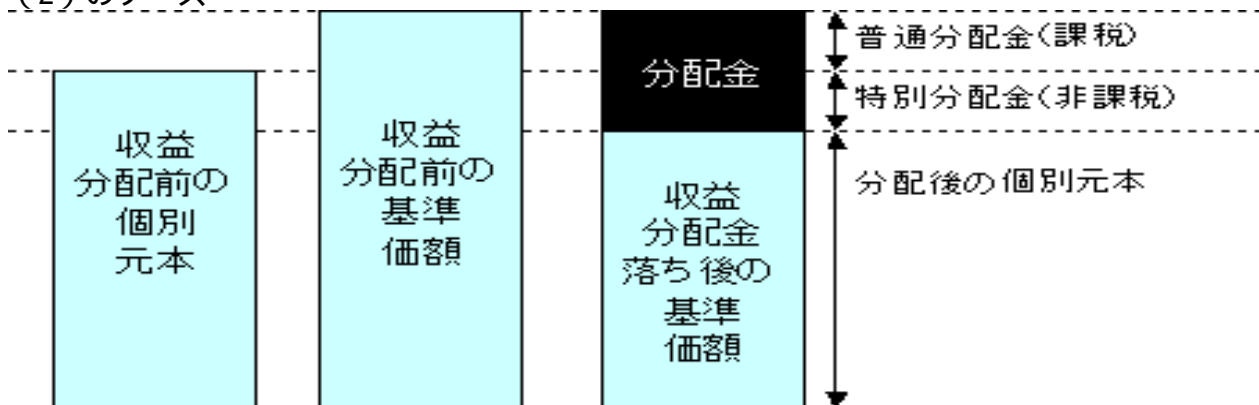 (2)のケース
収益
分配前の
個別
元本
収益
分配前の
基準
価額
分配金
収益
分配金
落ち後の
基準
価額
普通分配金(課税)
特別分配金(非課税)
分配後の個別元本